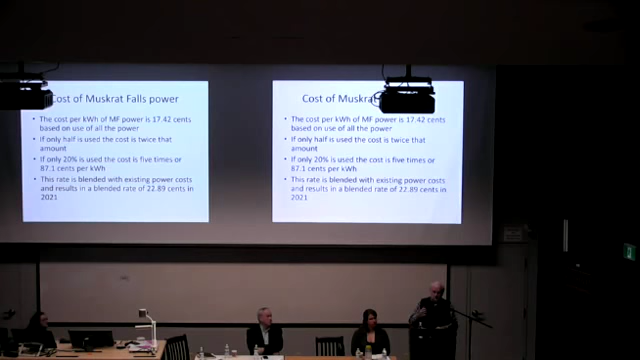 Cost of Muskrat Falls power
• The cost per kWh of MF power is 17.42 cents
based on use of all the power
• If only half is used the cost is twice that
amount
• If only 20% is used the cost is five times or
87.1 cents per kWh
• This rate is blended with existing power costs
and results in a blended rate of 22.89 cents in
2021
Cost of Muskrat
• The cost per kWh of MF power is 17.42 cents
based on use of all the power
• If only half is used the cost is twice that
amount
• If only 20% is used the cost is five times or
87.1 cents per kWh
• This rate is blended with existing power costs
and results in a blended rate of 22.89 cents in
2021